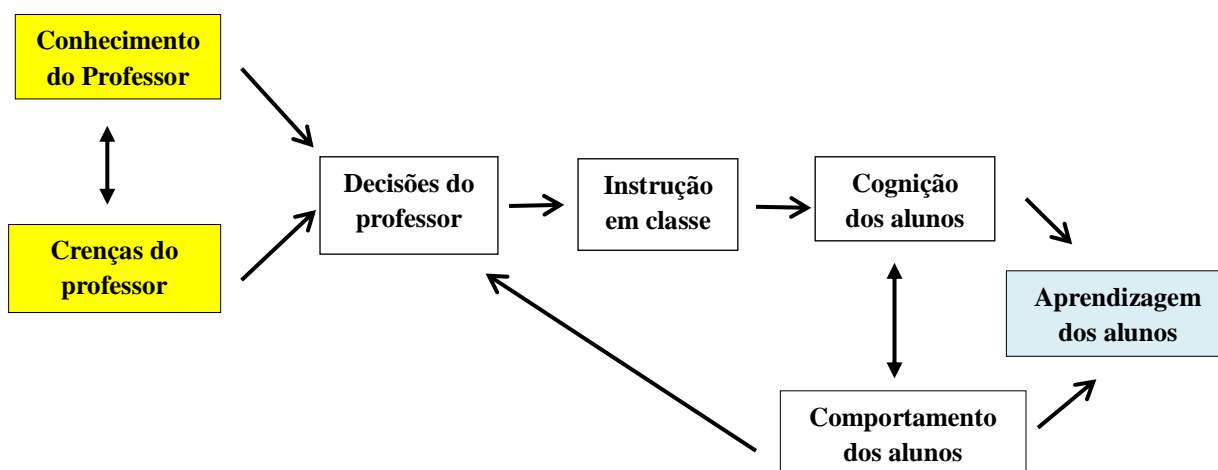 Conhecimento
do Professor
Crenças do
professor
Decisões do
professor
Instrução
em classe
Cognição
dos alunos
Aprendizagem
dos alunos
Comportamento
dos alunos